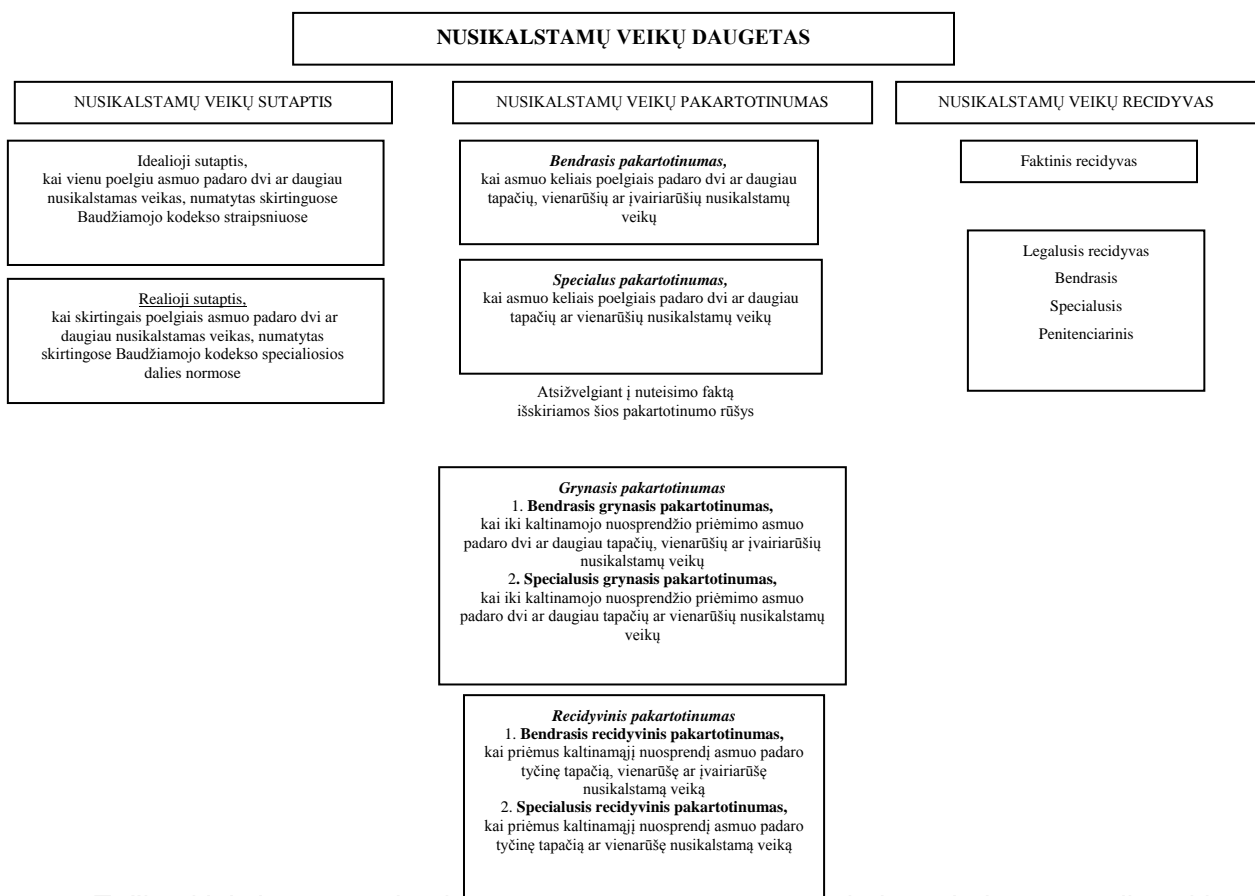 NUSIKALSTAMŲ VEIKŲ DAUGETAS
NUSIKALSTAMŲ VEIKŲ SUTAPTIS
NUSIKALSTAMŲ VEIKŲ PAKARTOTINUMAS
NUSIKALSTAMŲ VEIKŲ RECIDYVAS
Idealioji sutaptis,
kai vienu poelgiu asmuo padaro dvi ar daugiau
nusikalstamas veikas, numatytas skirtinguose
Baudžiamojo kodekso straipsniuose
Realioji sutaptis,
kai skirtingais poelgiais asmuo padaro dvi ar
daugiau nusikalstamas veikas, numatytas
skirtingose Baudžiamojo kodekso specialiosios
dalies normose
Bendrasis pakartotinumas,
kai asmuo keliais poelgiais padaro dvi ar daugiau
tapačių, vienarūšių ar įvairiarūšių nusikalstamų
veikų
Specialus pakartotinumas,
kai asmuo keliais poelgiais padaro dvi ar daugiau
tapačių ar vienarūšių nusikalstamų veikų
Atsižvelgiant į nuteisimo faktą
išskiriamos šios pakartotinumo rūšys
Grynasis pakartotinumas
1. Bendrasis grynasis pakartotinumas,
kai iki kaltinamojo nuosprendžio priėmimo asmuo
padaro dvi ar daugiau tapačių, vienarūšių ar įvairiarūšių
nusikalstamų veikų
2. Specialusis grynasis pakartotinumas,
kai iki kaltinamojo nuosprendžio priėmimo asmuo
padaro dvi ar daugiau tapačių ar vienarūšių nusikalstamų
veikų
Recidyvinis pakartotinumas
1. Bendrasis recidyvinis pakartotinumas,
kai priėmus kaltinamąjį nuosprendį asmuo padaro
tyčinę tapačią, vienarūšę ar įvairiarūšę
nusikalstamą veiką
2. Specialusis recidyvinis pakartotinumas,
kai priėmus kaltinamąjį nuosprendį asmuo padaro
tyčinę tapačią ar vienarūšę nusikalstamą veiką
Faktinis recidyvas
Legalusis recidyvas
Bendrasis
Specialusis
Penitenciarinis